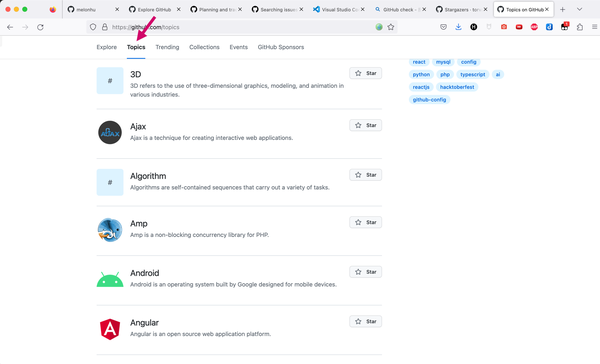 meisnhu
Explore GitHub
Planning and tra
Searching issues
Visual Studio Co
GitHub check -
Stargazers · ton
Topics on GitHub
https://github.com/topics
Explore Topics Trending Collections Events GitHub Sponsors
react mysql config
python php typescript ai
reactjs hacktoberfest
github-config
# 3D Star
3D refers to the use of three-dimensional graphics, modeling, and animation in
various industries.
AJAX
Ajax Star
Ajax is a technique for creating interactive web applications.
# Algorithm Star
Algorithms are self-contained sequences that carry out a variety of tasks.
Amp Star
Amp is a non-blocking concurrency library for PHP.
Android Star
Android is an operating system built by Google designed for mobile devices.
Angular Star
Angular is an open source web application platform.